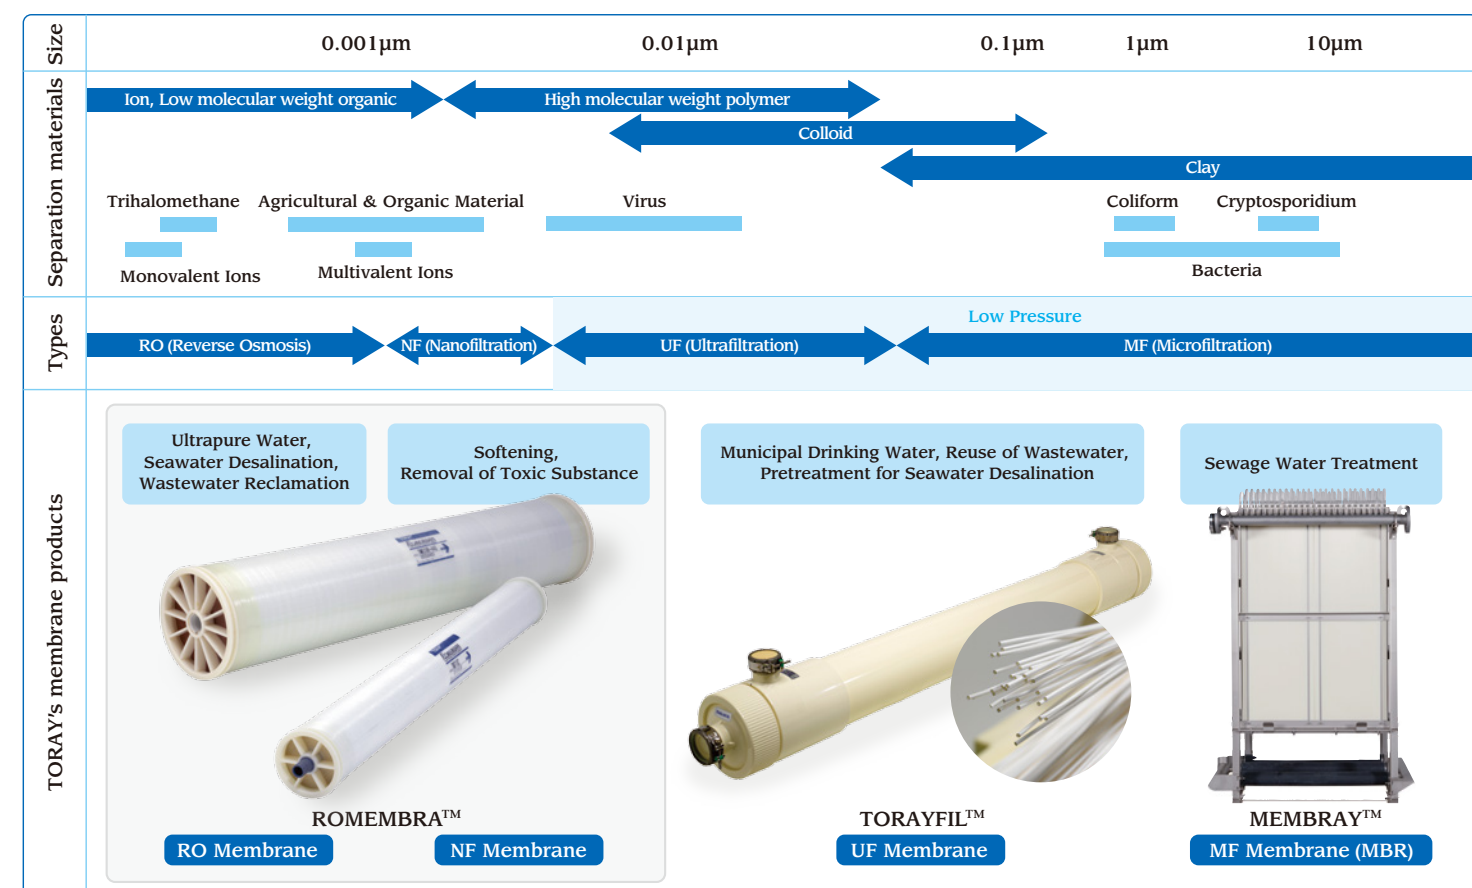 Size
0.001µm
0.01µm
0.1µm
1µm
10µm
Separation materials
Ion, Low molecular weight organic
High molecular weight polymer
Colloid
Clay
Trihalomethane
Agricultural & Organic Material
Virus
Coliform
Cryptosporidium
Monovalent Ions
Multivalent Ions
Bacteria
Types
Low Pressure
RO (Reverse Osmosis)
NF (Nanofiltration)
UF (Ultrafiltration)
MF (Microfiltration)
TORAY's membrane products
Ultrapure Water,
Seawater Desalination,
Wastewater Reclamation
Softening,
Removal of Toxic Substance
Municipal Drinking Water, Reuse of Wastewater,
Pretreatment for Seawater Desalination
Sewage Water Treatment
ROMEMBRA™
RO Membrane
NF Membrane
TORAYFIL™
UF Membrane
MEMBRAY™
MF Membrane (MBR)